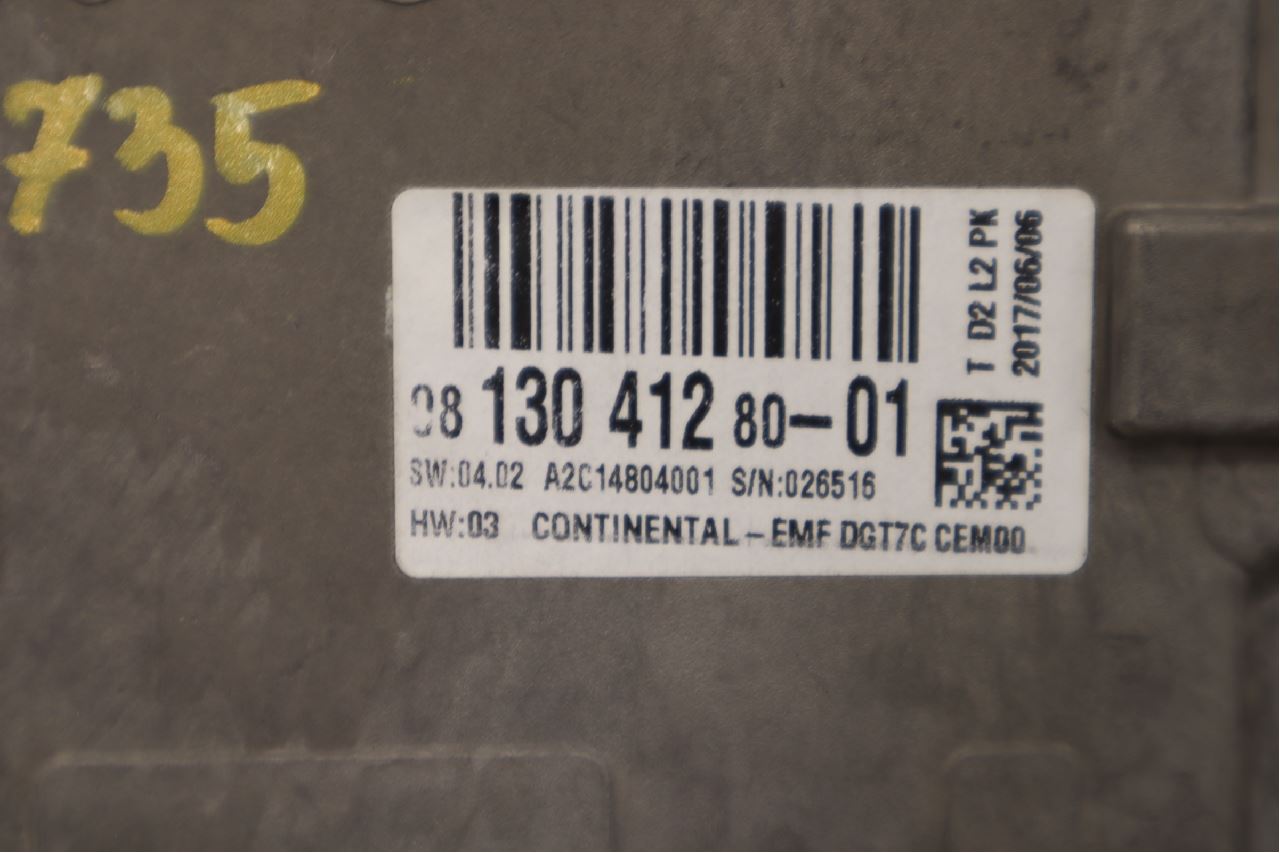 735
98 130 412 80-01
SW:04.02 A2C14804001 S/N:026516
HW:03 CONTINENTAL-EMF DGT7C CEM00
T D2 L2 PK
2017/06/06